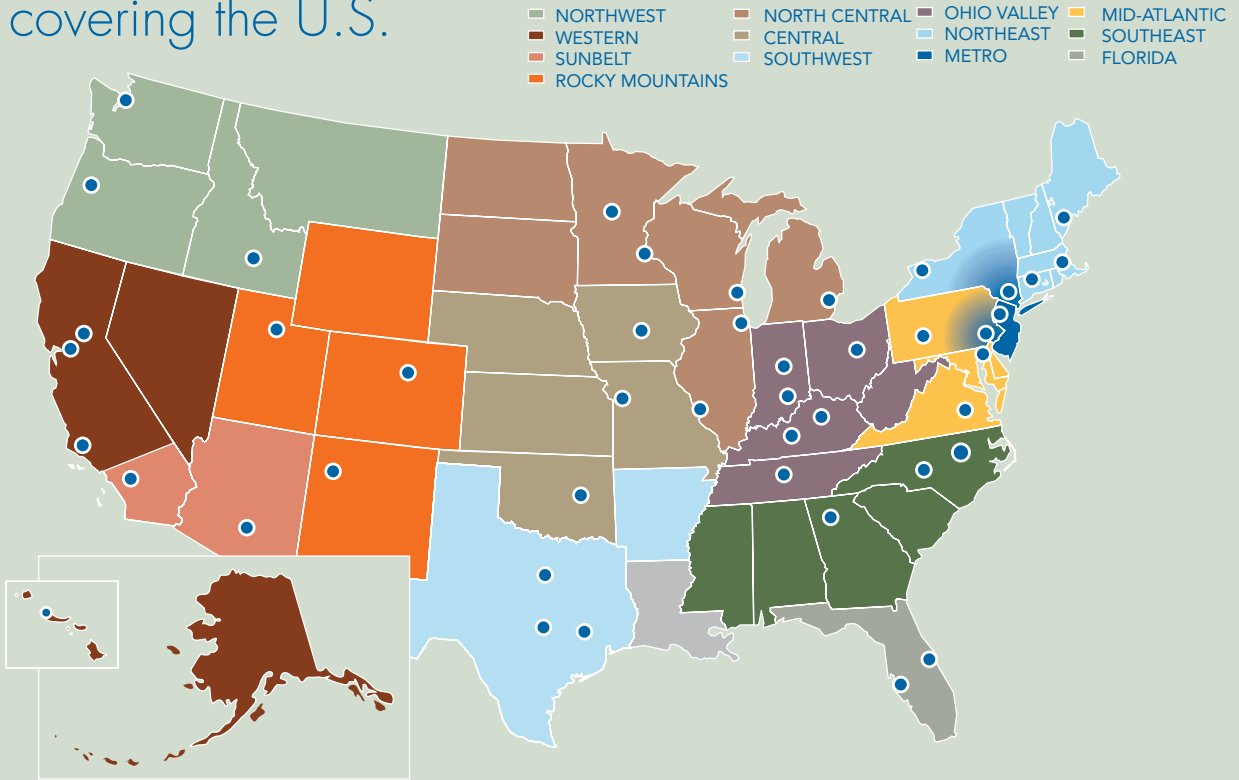 covering the U.S.
NORTHWEST
WESTERN
SUNBELT
ROCKY MOUNTAINS
NORTH CENTRAL
CENTRAL
SOUTHWEST
OHIO VALLEY
NORTHEAST
METRO
MID-ATLANTIC
SOUTHEAST
FLORIDA